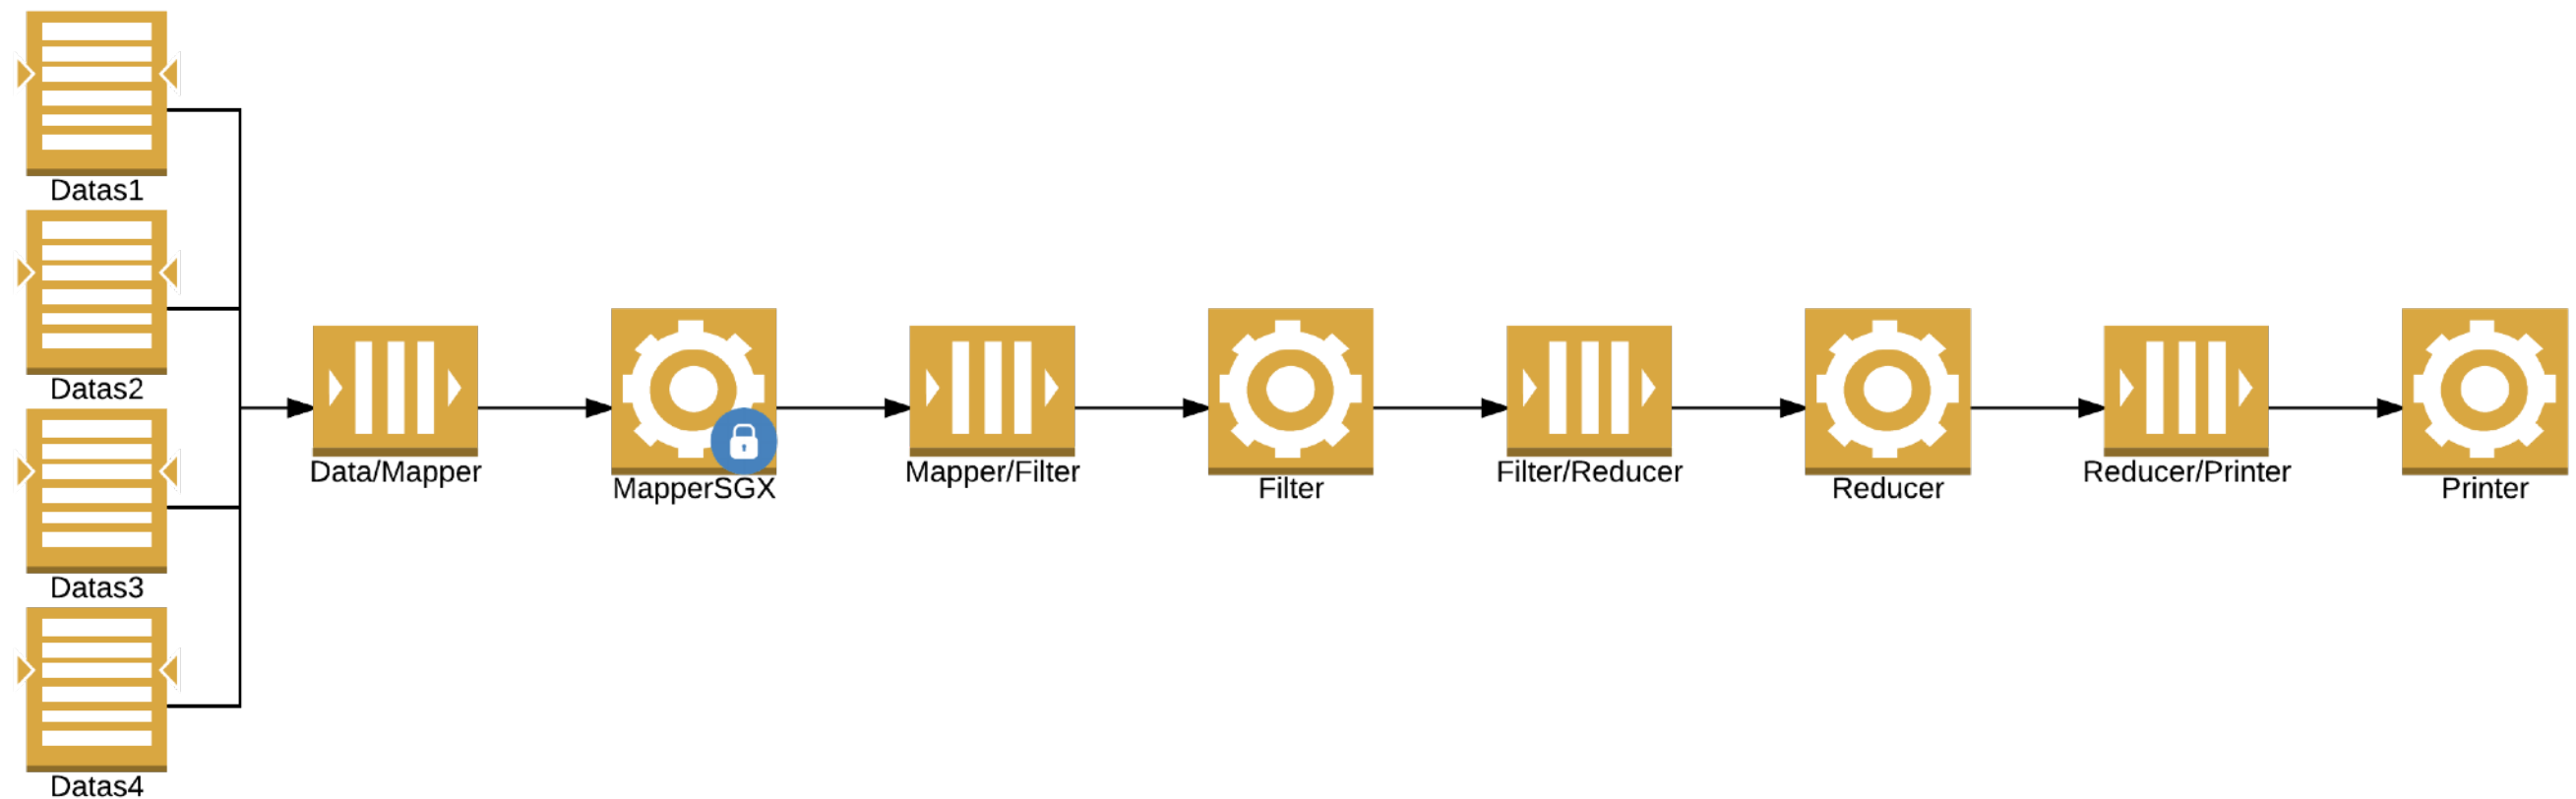 Datas1
Datas2
Datas3
Datas4
Data/Mapper
MapperSGX
Mapper/Filter
Filter
Filter/Reducer
Reducer
Reducer/Printer
Printer